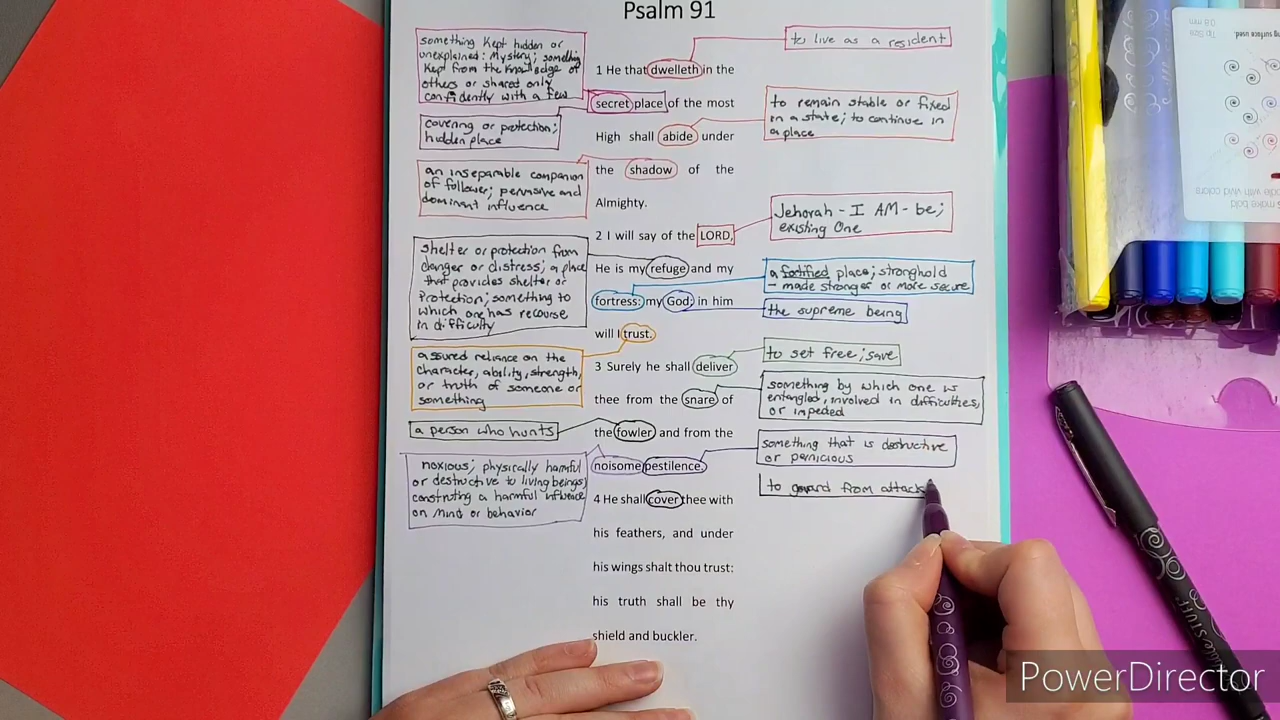 Psalm 91
something kept hidden or
unexplained: Mystery; something
kept from the knowledge of
others or shared only
confidently with a few
to live as a resident
1 He that dwelleth in the
secret place of the most
covering or protection;
hidden place
to remain stable or fixed
in a state; to continue in
a place
High shall abide under
the shadow of the
an inseparable companion
of follower; pervasive and
dominant influence
Almighty.
Jehovah - I AM - be;
existing One
2 I will say of the LORD,
shelter or protection from
danger or distress; a place
that provides shelter or
Protection; something to
which one has recourse
in difficulty
He is my refuge and my
a fortified place; stronghold
- made stronger or more secure
fortress: my God; in him
the supreme being
will I trust.
assured reliance on the
character, ability, strength,
or truth of someone or
something
to set free; save
3 Surely he shall deliver
thee from the snare of
something by which one is
entangled, involved in difficulties,
or impeded
a person who hunts
the fowler and from the
something that is destructive
or pernicious
noxious; physically harmful
or destructive to living beings;
constituting a harmful influence
on mind or behavior
noisome pestilence.
to guard from attack
4 He shall cover thee with
his feathers, and under
his wings shalt thou trust:
his truth shall be thy
shield and buckler.
PowerDirector